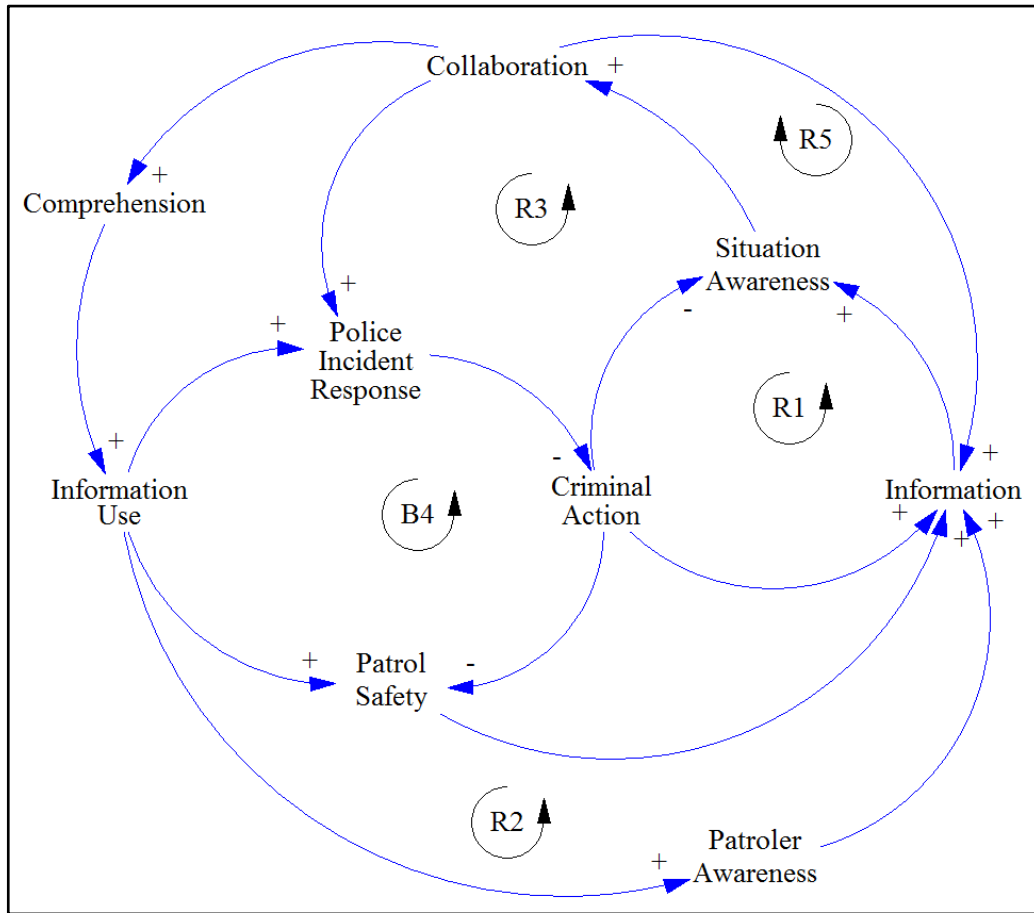 Collaboration +
R5
+
Comprehension
R3
Situation
Awareness
-
+
+
+
Police
Incident
Response
R1
+
-
+
Information
Use
B4
Criminal
Action
Information
+
+
+
+
-
Patrol
Safety
R2
+
Patroler
Awareness